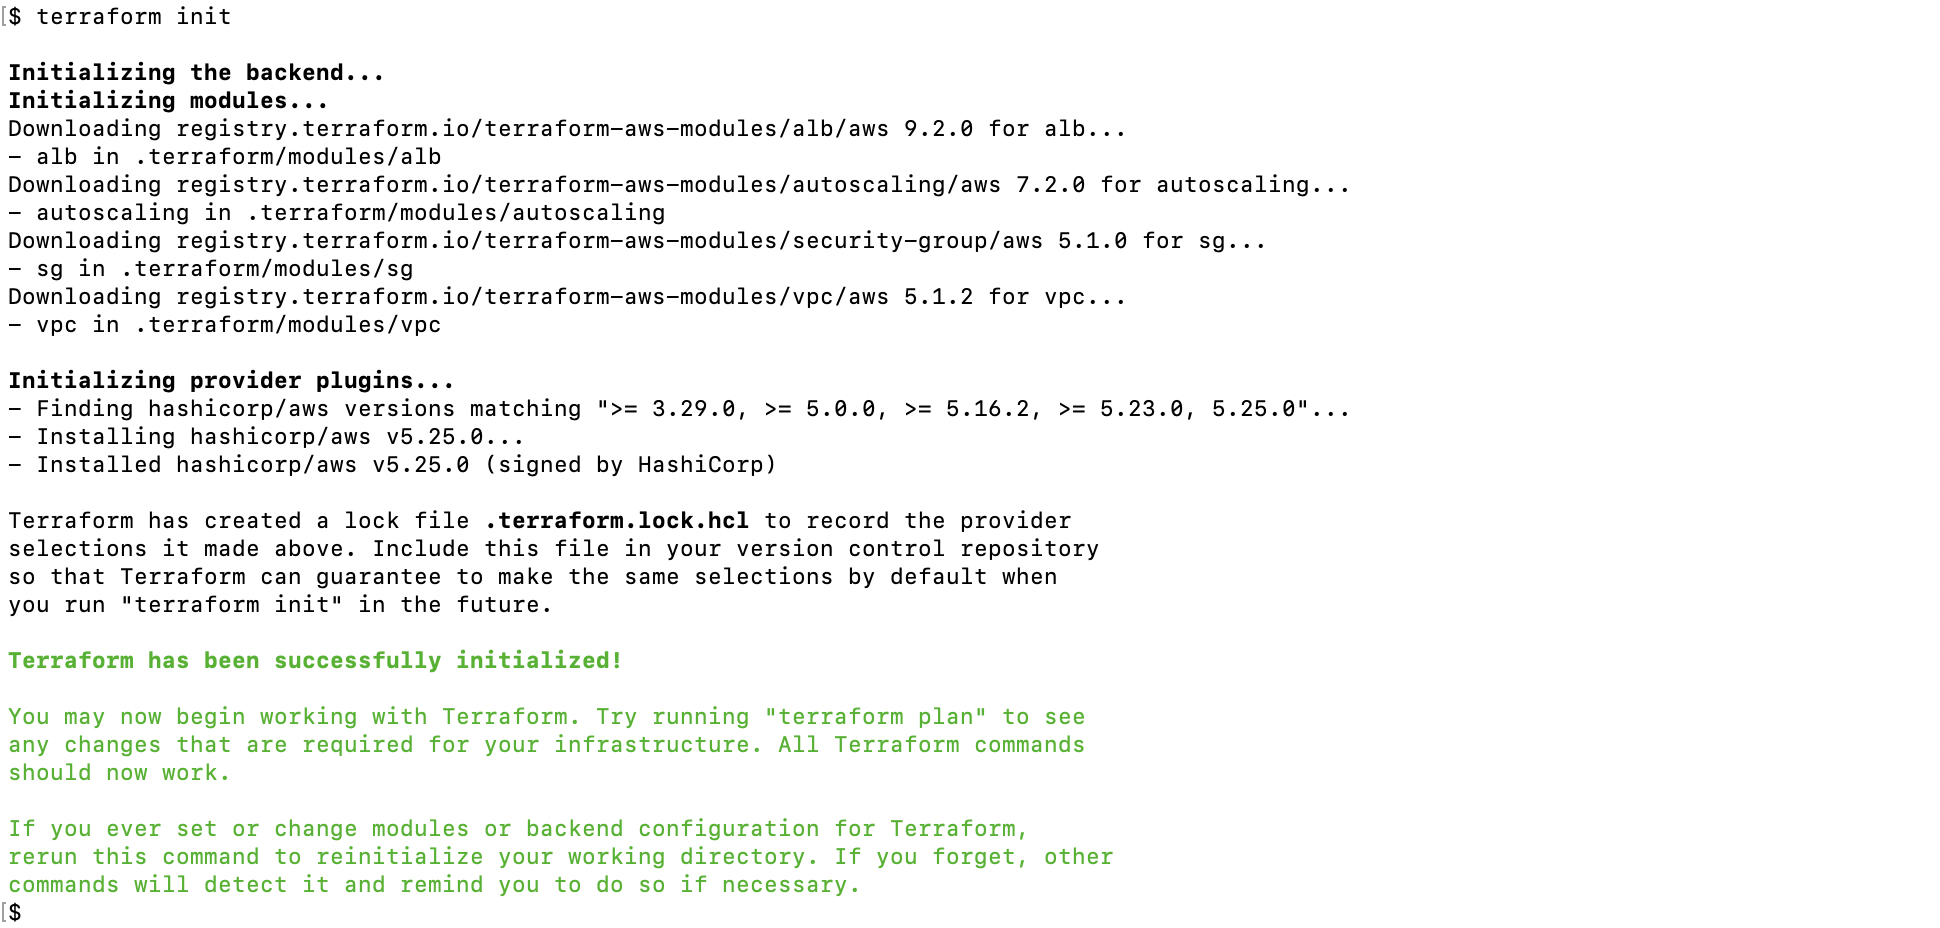 $ terraform init
Initializing the backend...
Initializing modules...
Downloading registry.terraform.io/terraform-aws-modules/alb/aws 9.2.0 for alb...
- alb in .terraform/modules/alb
Downloading registry.terraform.io/terraform-aws-modules/autoscaling/aws 7.2.0 for autoscaling...
- autoscaling in .terraform/modules/autoscaling
Downloading registry.terraform.io/terraform-aws-modules/security-group/aws 5.1.0 for sg...
- sg in .terraform/modules/sg
Downloading registry.terraform.io/terraform-aws-modules/vpc/aws 5.1.2 for vpc...
- vpc in .terraform/modules/vpc
Initializing provider plugins...
- Finding hashicorp/aws versions matching ">= 3.29.0, >= 5.0.0, >= 5.16.2, >= 5.23.0, 5.25.0"...
- Installing hashicorp/aws v5.25.0...
- Installed hashicorp/aws v5.25.0 (signed by HashiCorp)
Terraform has created a lock file .terraform.lock.hcl to record the provider
selections it made above. Include this file in your version control repository
so that Terraform can guarantee to make the same selections by default when
you run "terraform init" in the future.
Terraform has been successfully initialized!
You may now begin working with Terraform. Try running "terraform plan" to see
any changes that are required for your infrastructure. All Terraform commands
should now work.
If you ever set or change modules or backend configuration for Terraform,
rerun this command to reinitialize your working directory. If you forget, other
commands will detect it and remind you to do so if necessary.
$